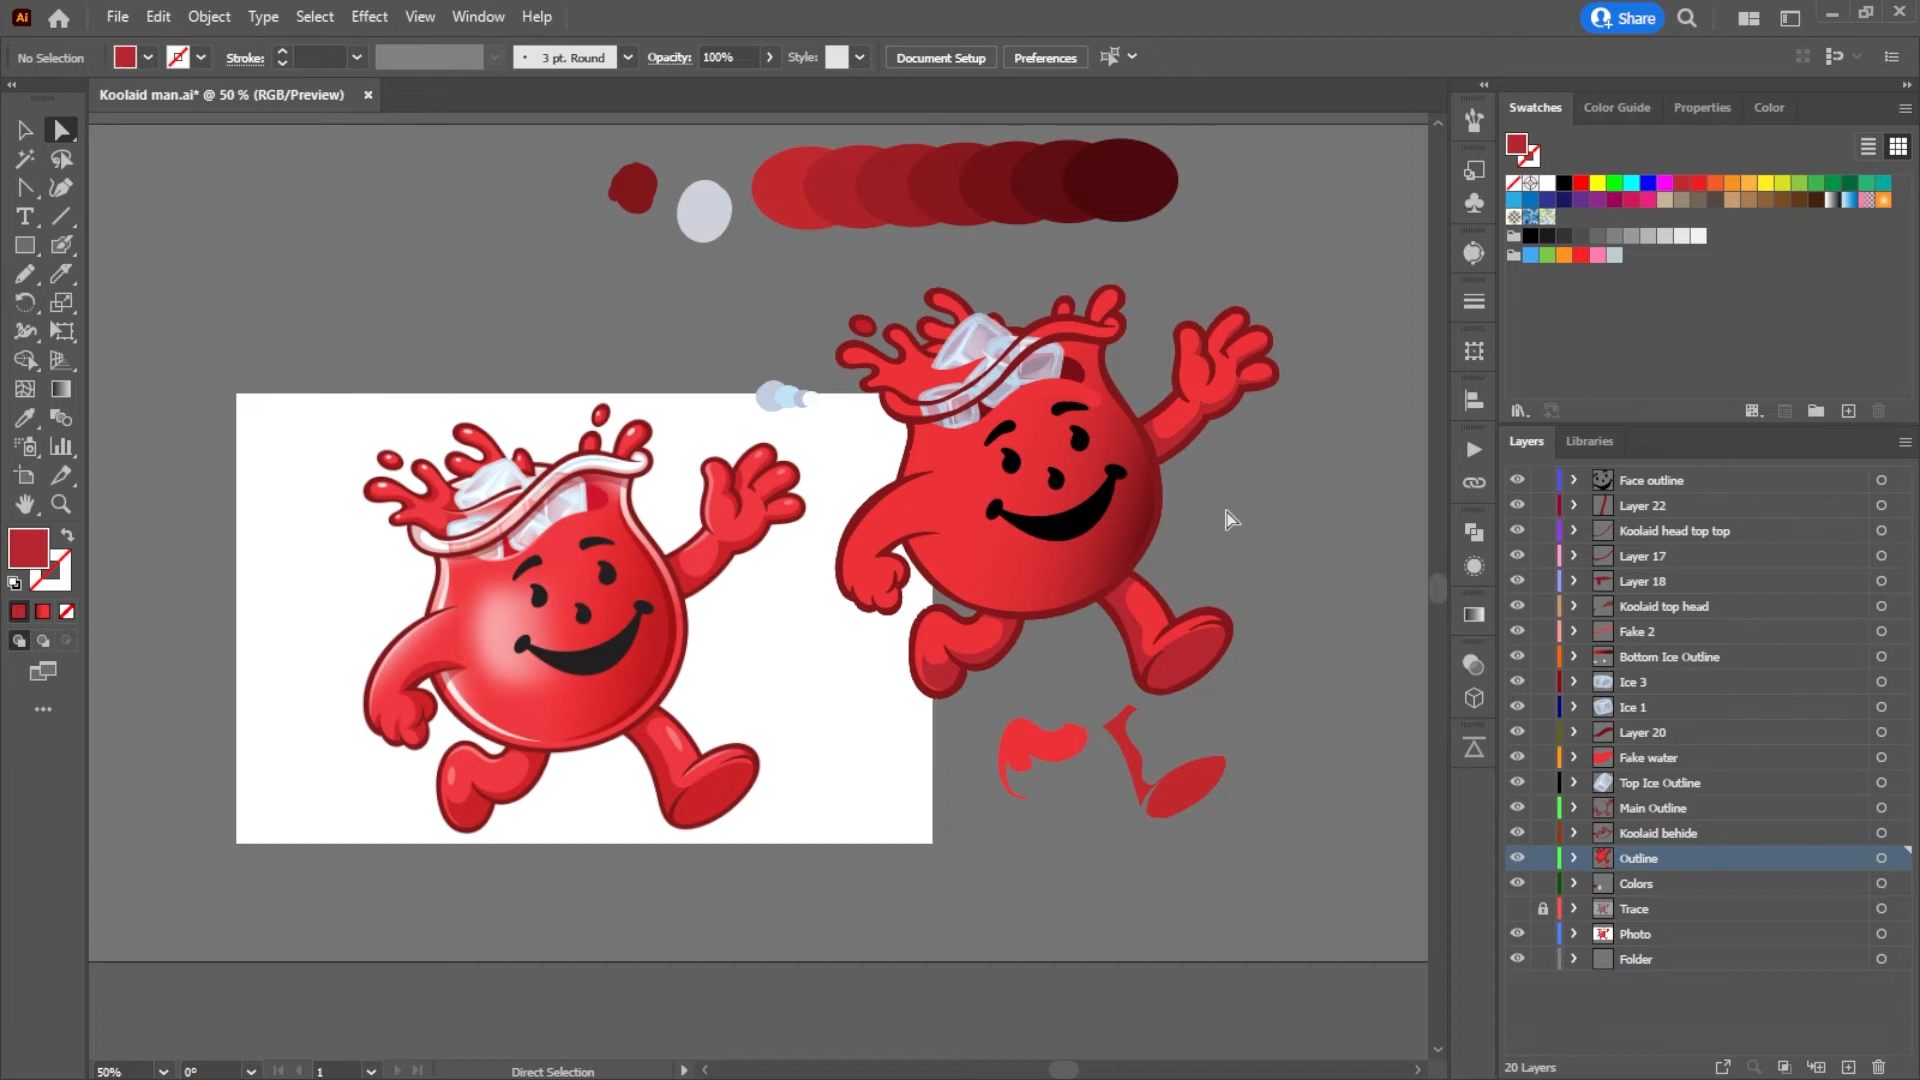 Ai File Edit Object Type Select Effect View Window Help Share
No Selection Stroke: 3 pt. Round Opacity: 100% Style: Document Setup Preferences
Koolaid man.ai* @ 50 % (RGB/Preview)
Swatches Color Guide Properties Color
Layers Libraries
Face outline
Layer 22
Koolaid head top top
Layer 17
Layer 18
Koolaid top head
Fake 2
Bottom Ice Outline
Ice 3
Ice 1
Layer 20
Fake water
Top Ice Outline
Main Outline
Koolaid behide
Outline
Colors
Trace
Photo
Folder
50% 0° 1 Direct Selection
20 Layers